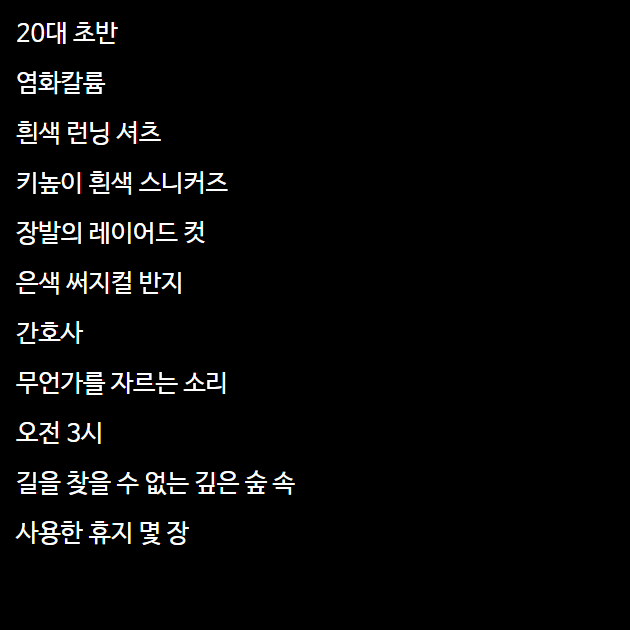 20대 초반
염화칼륨
흰색 런닝 셔츠
키높이 흰색 스니커즈
장발의 레이어드 컷
은색 써지컬 반지
간호사
무언가를 자르는 소리
오전 3시
길을 찾을 수 없는 깊은 숲 속
사용한 휴지 몇 장